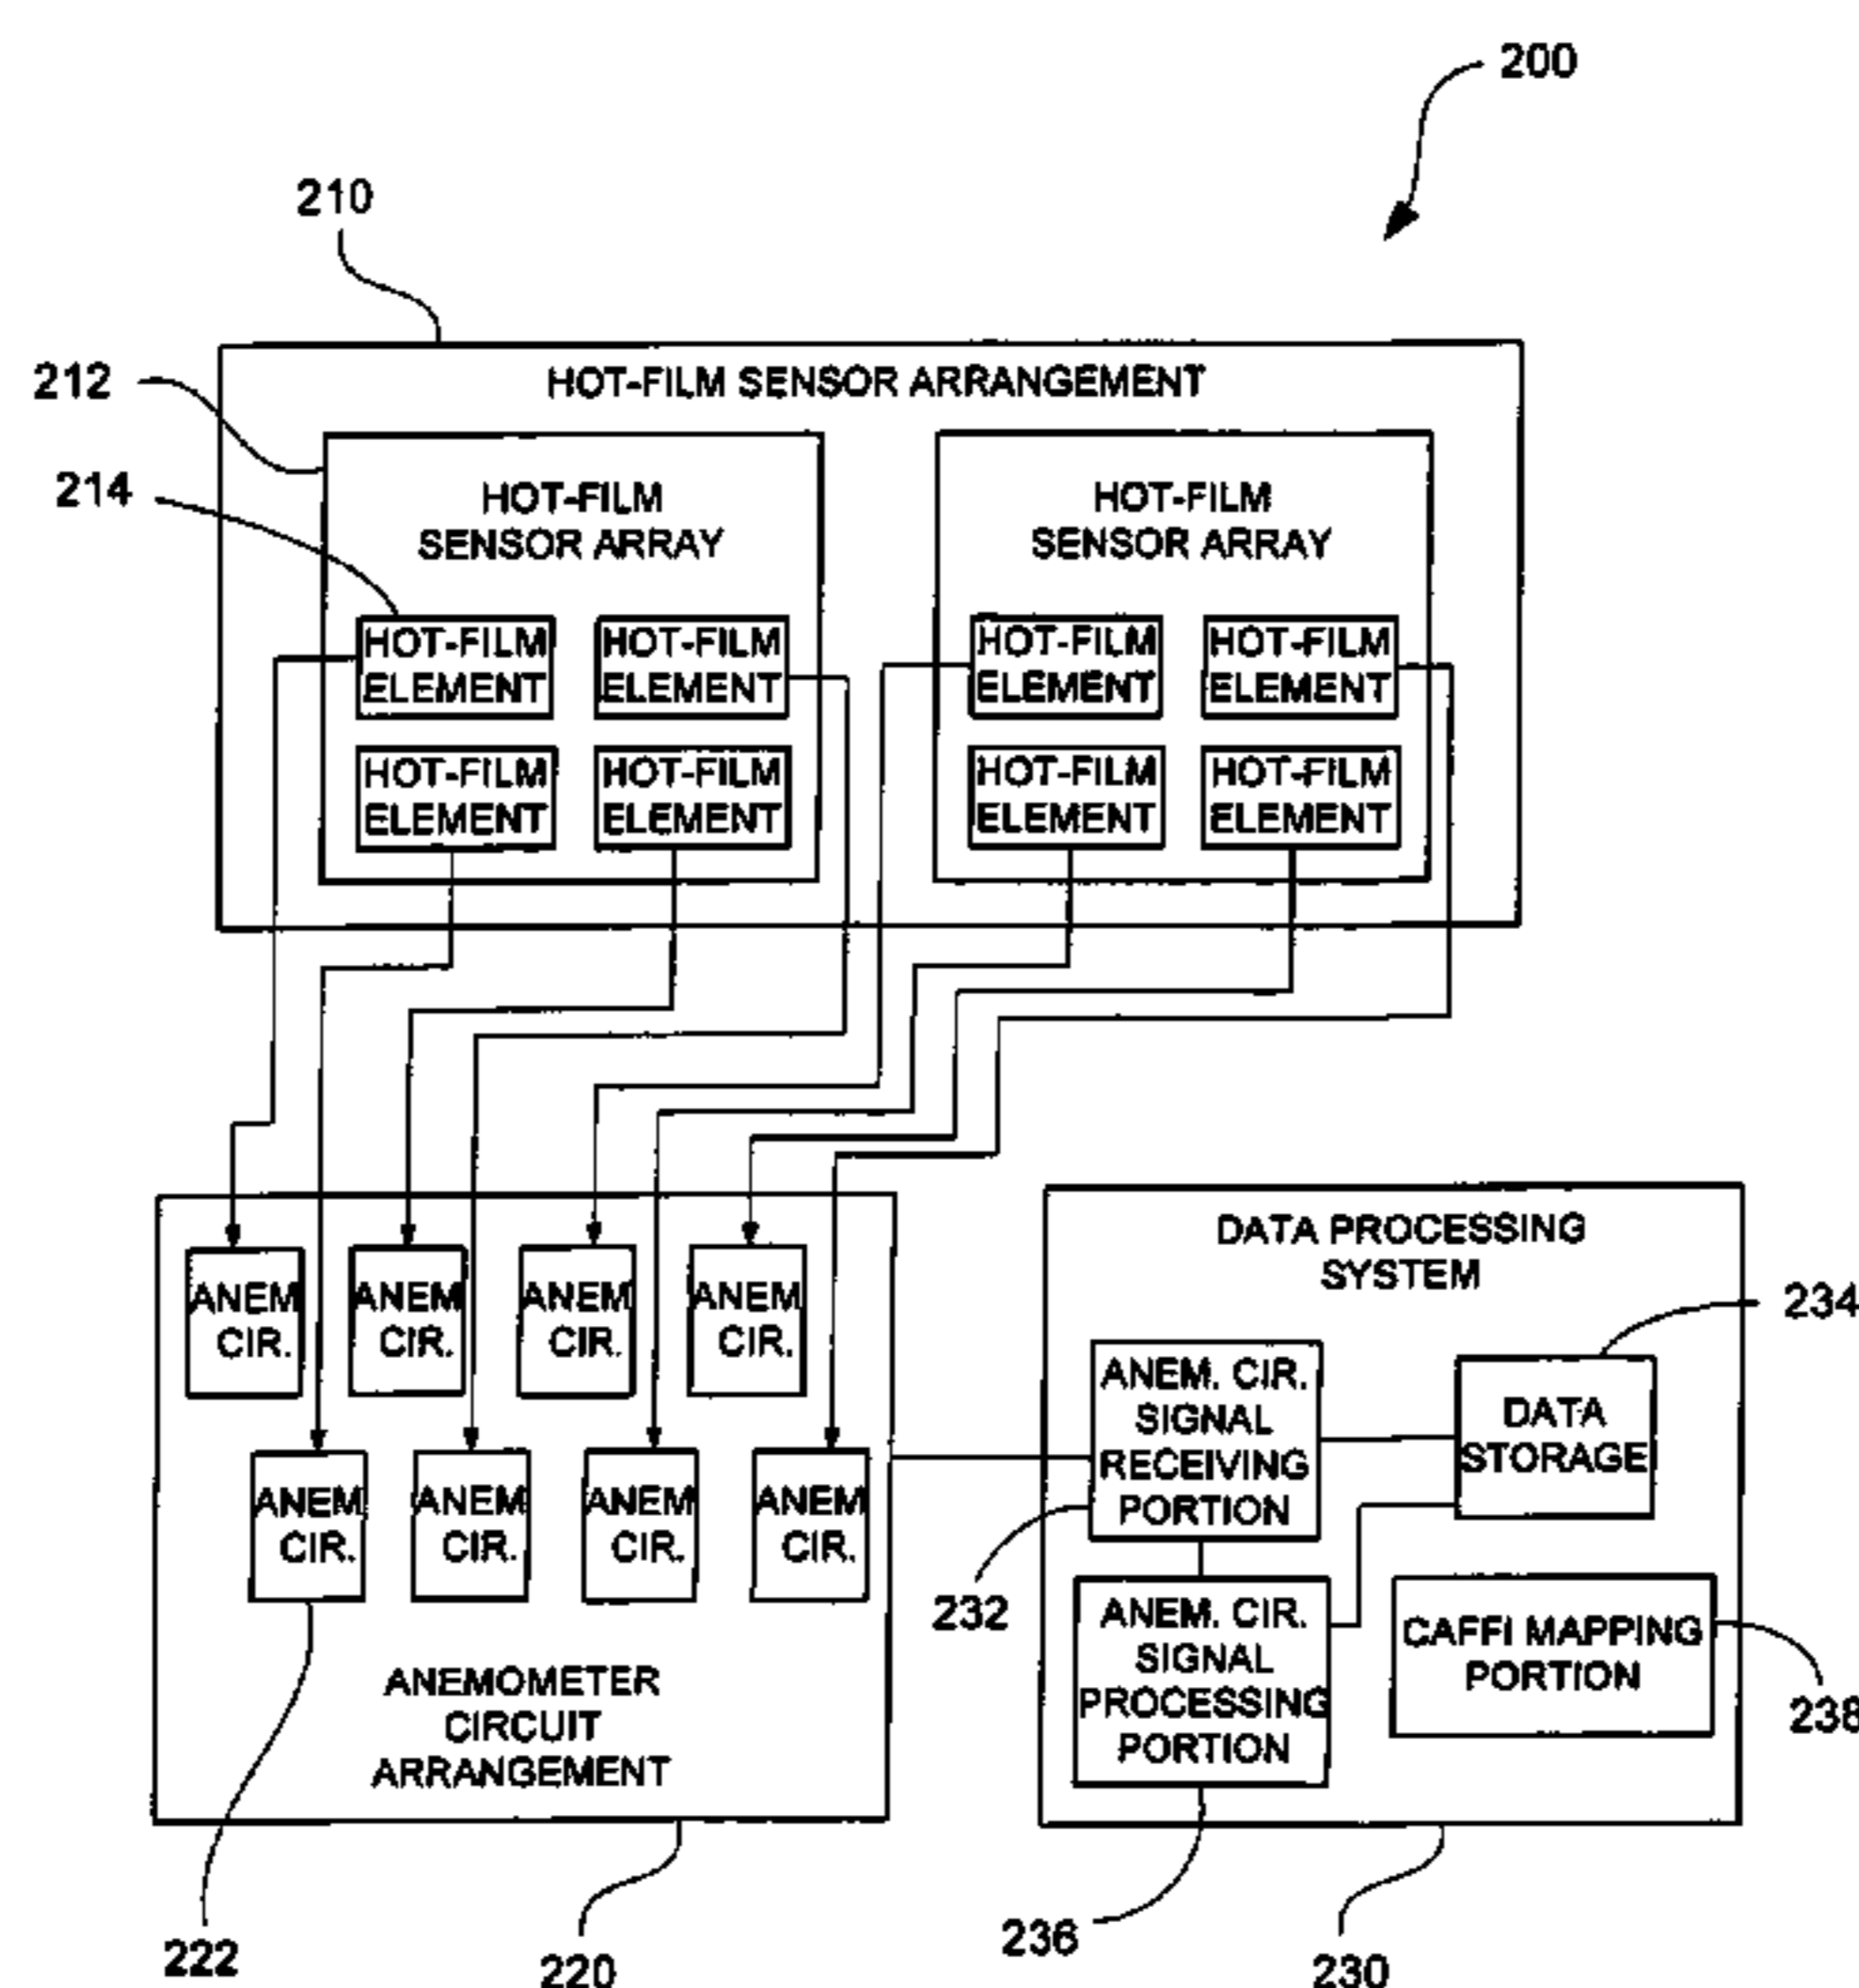 200
210
HOT-FILM SENSOR ARRANGEMENT
212
HOT-FILM
SENSOR ARRAY
HOT-FILM
SENSOR ARRAY
214
HOT-FILM
ELEMENT
HOT-FILM
ELEMENT
HOT-FILM
ELEMENT
HOT-FILM
ELEMENT
HOT-FILM
ELEMENT
HOT-FILM
ELEMENT
HOT-FILM
ELEMENT
HOT-FILM
ELEMENT
ANEM
CIR.
ANEM
CIR.
ANEM
CIR.
ANEM
CIR.
ANEM
CIR.
ANEM
CIR.
ANEM
CIR.
ANEM
CIR.
ANEMOMETER
CIRCUIT
ARRANGEMENT
222
220
DATA PROCESSING
SYSTEM
234
ANEM. CIR.
SIGNAL
RECEIVING
PORTION
DATA
STORAGE
232
ANEM. CIR.
SIGNAL
PROCESSING
PORTION
CAFFI MAPPING
PORTION
238
236
230